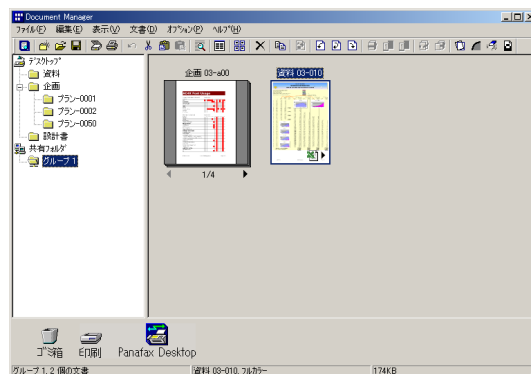 Document Manager
ファイル(F) 編集(E) 表示(V) 文書(D) オプション(P) ヘルプ(H)
デスクトップ
資料
企画
プラン-0001
プラン-0002
プラン-0050
設計書
共有フォルダ
グループ1
企画 03-a00
資料 03-010
1/4
ゴミ箱 印刷 Panafax Desktop
グループ1, 2 個の文書
資料 03-010, フルカラー
174KB